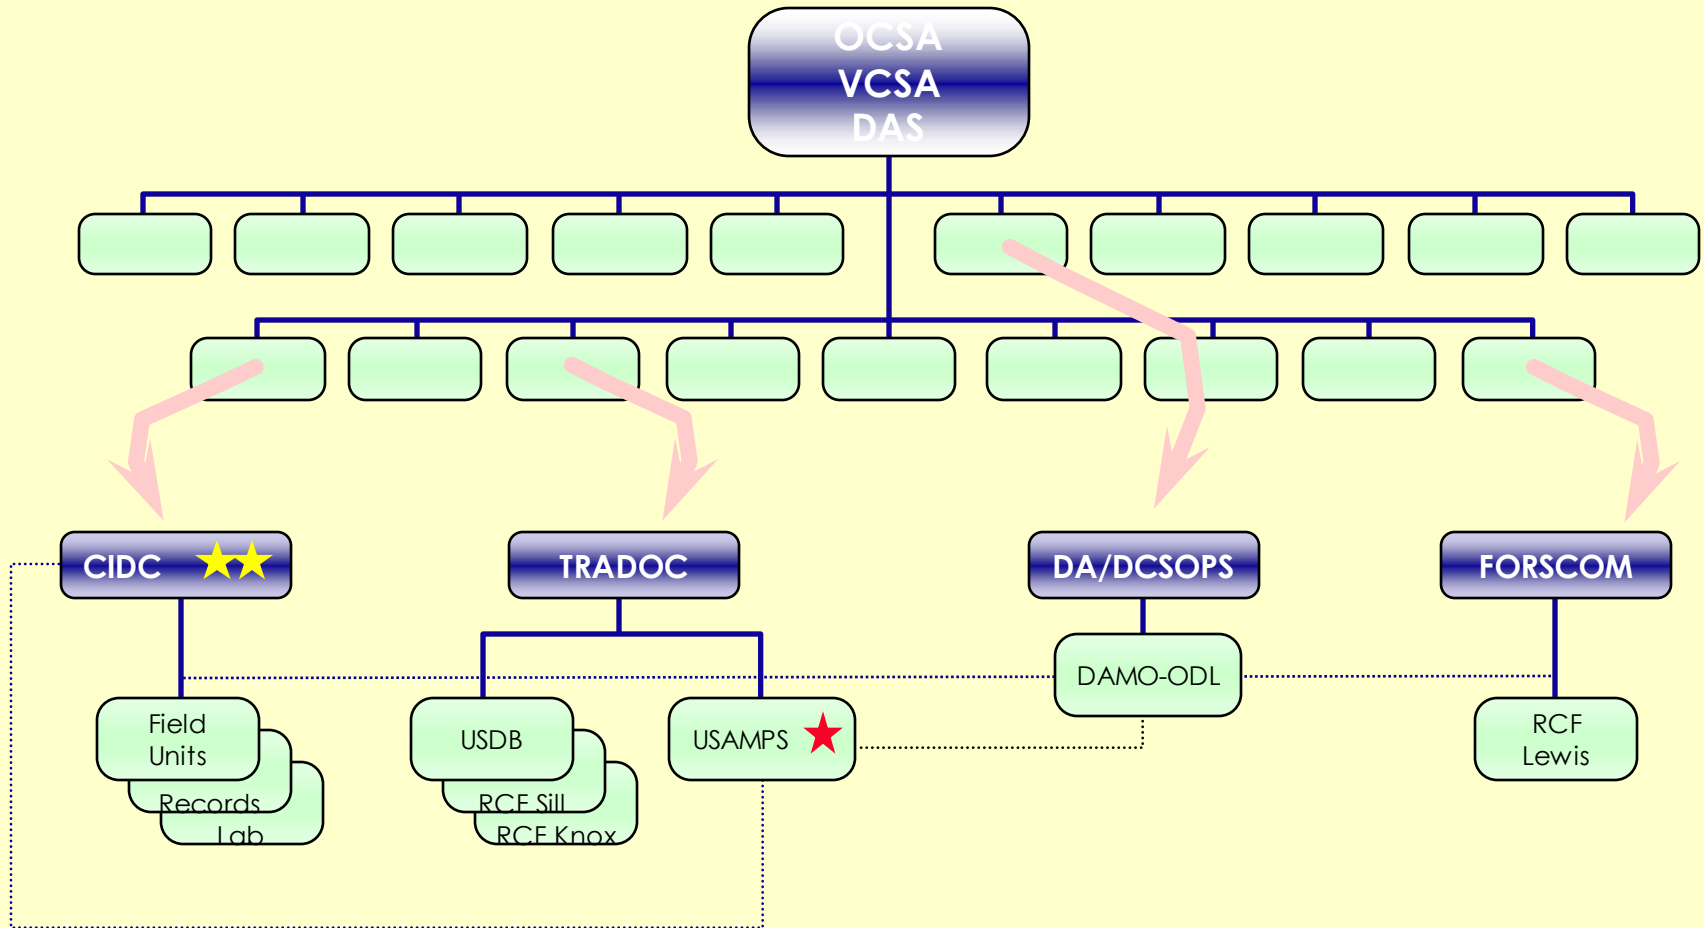 OCSA
VCSA
DAS
CIDC
TRADOC
DA/DCSOPS
FORSCOM
DAMO-ODL
Field
Units
Records
Lab
USDB
RCF Sill
RCF Knox
USAMPS
RCF
Lewis